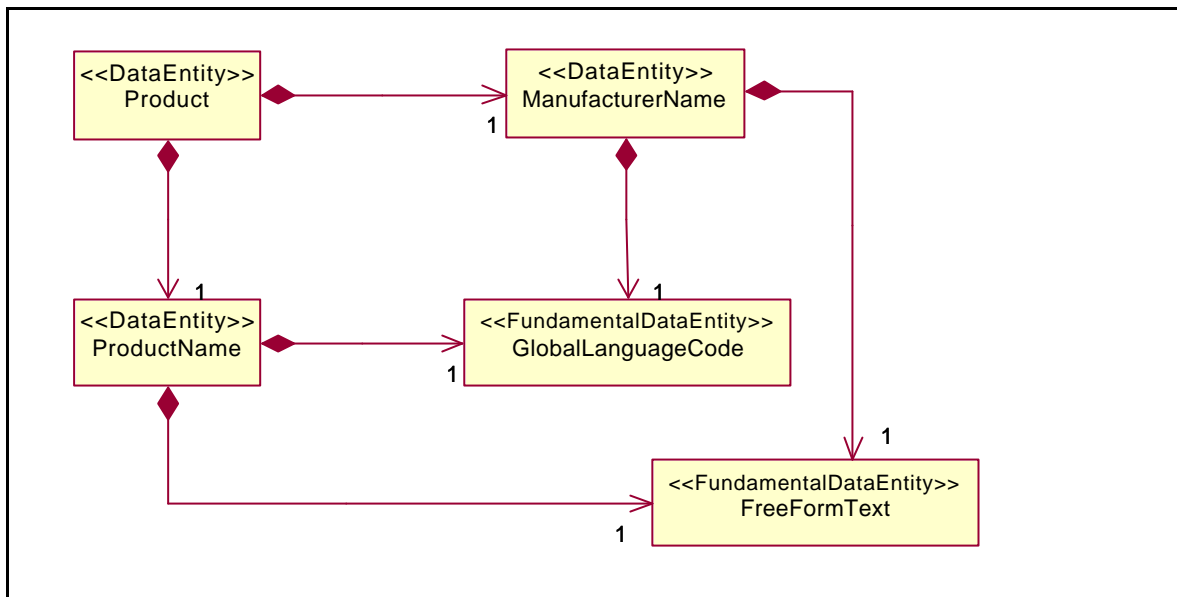 <<DataEntity>>
Product
<<DataEntity>>
ManufacturerName
1
1
1
<<DataEntity>>
ProductName
<<FundamentalDataEntity>>
GlobalLanguageCode
1
1
<<FundamentalDataEntity>>
FreeFormText
1